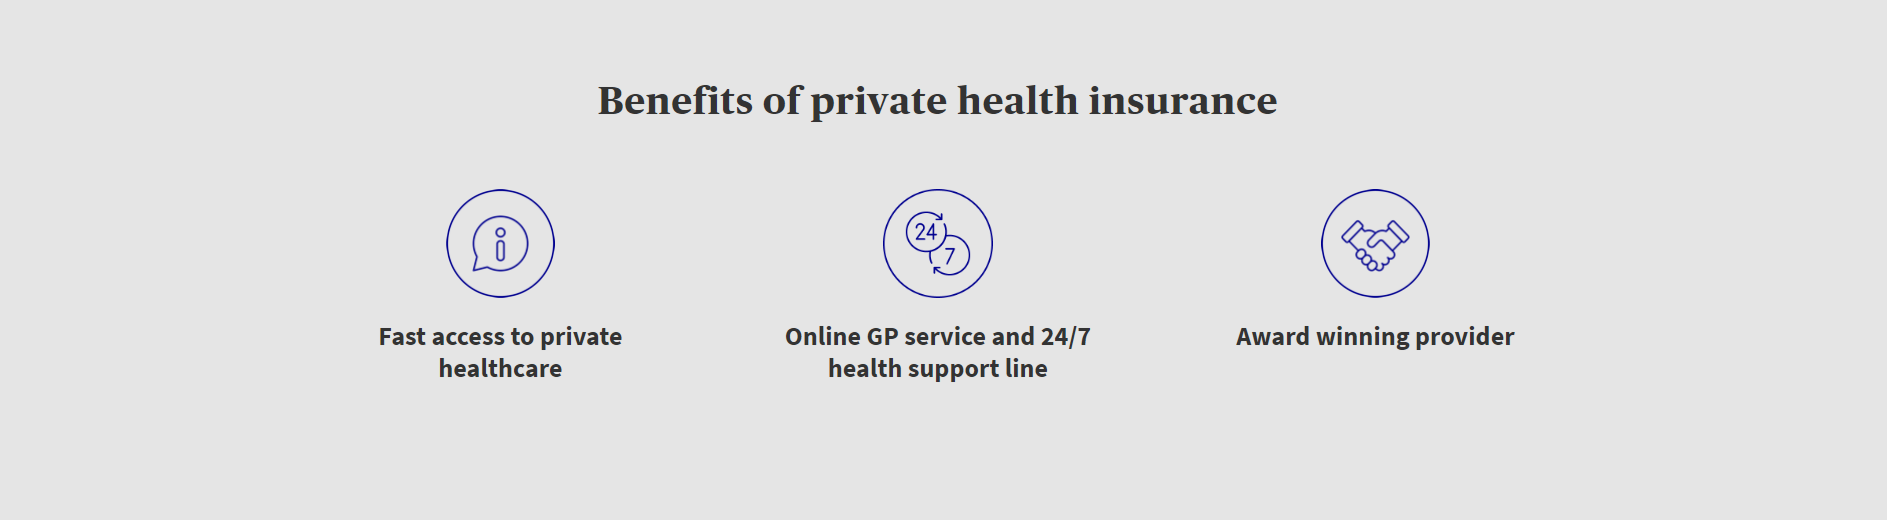 Benefits of private health insurance
24
7
Fast access to private
healthcare
Online GP service and 24/7
health support line
Award winning provider